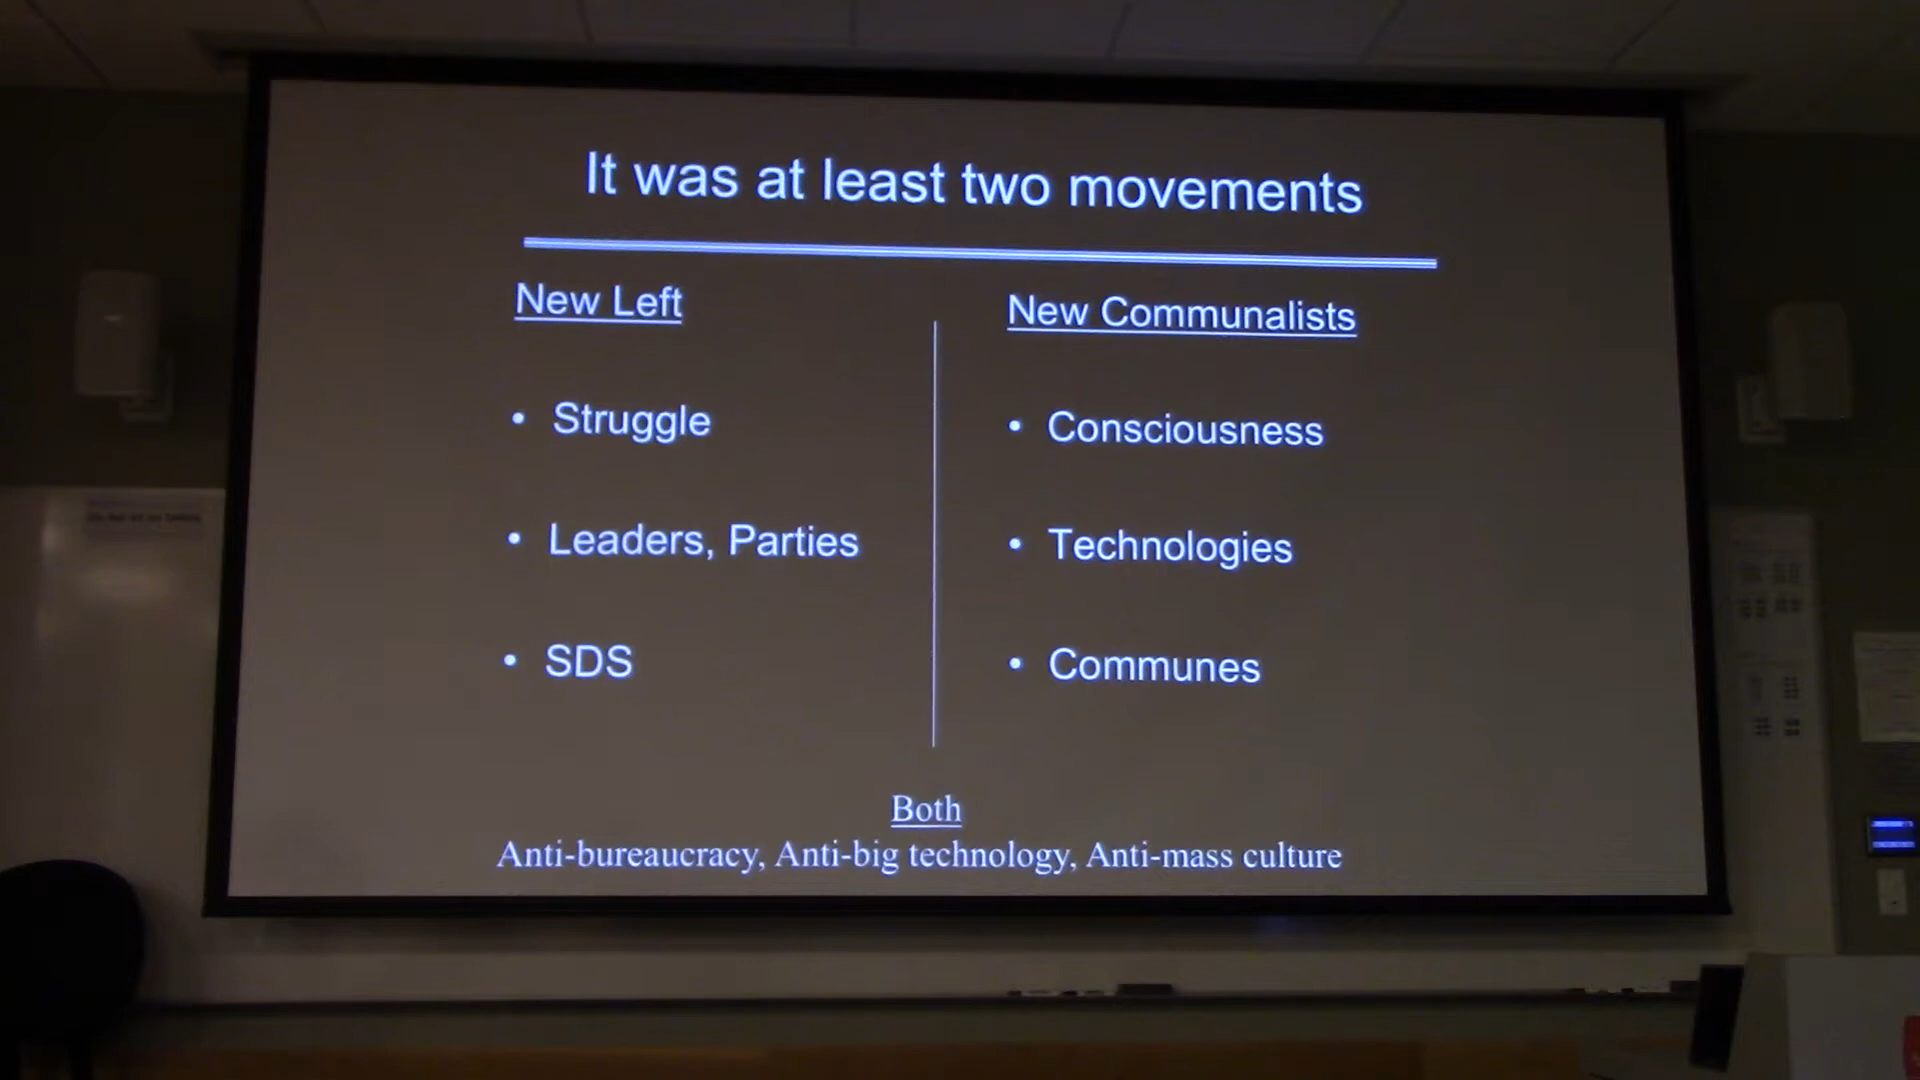 It was at least two movements
New Left
• Struggle
• Leaders, Parties
• SDS
New Communalists
• Consciousness
• Technologies
• Communes
Both
Anti-bureaucracy, Anti-big technology, Anti-mass culture